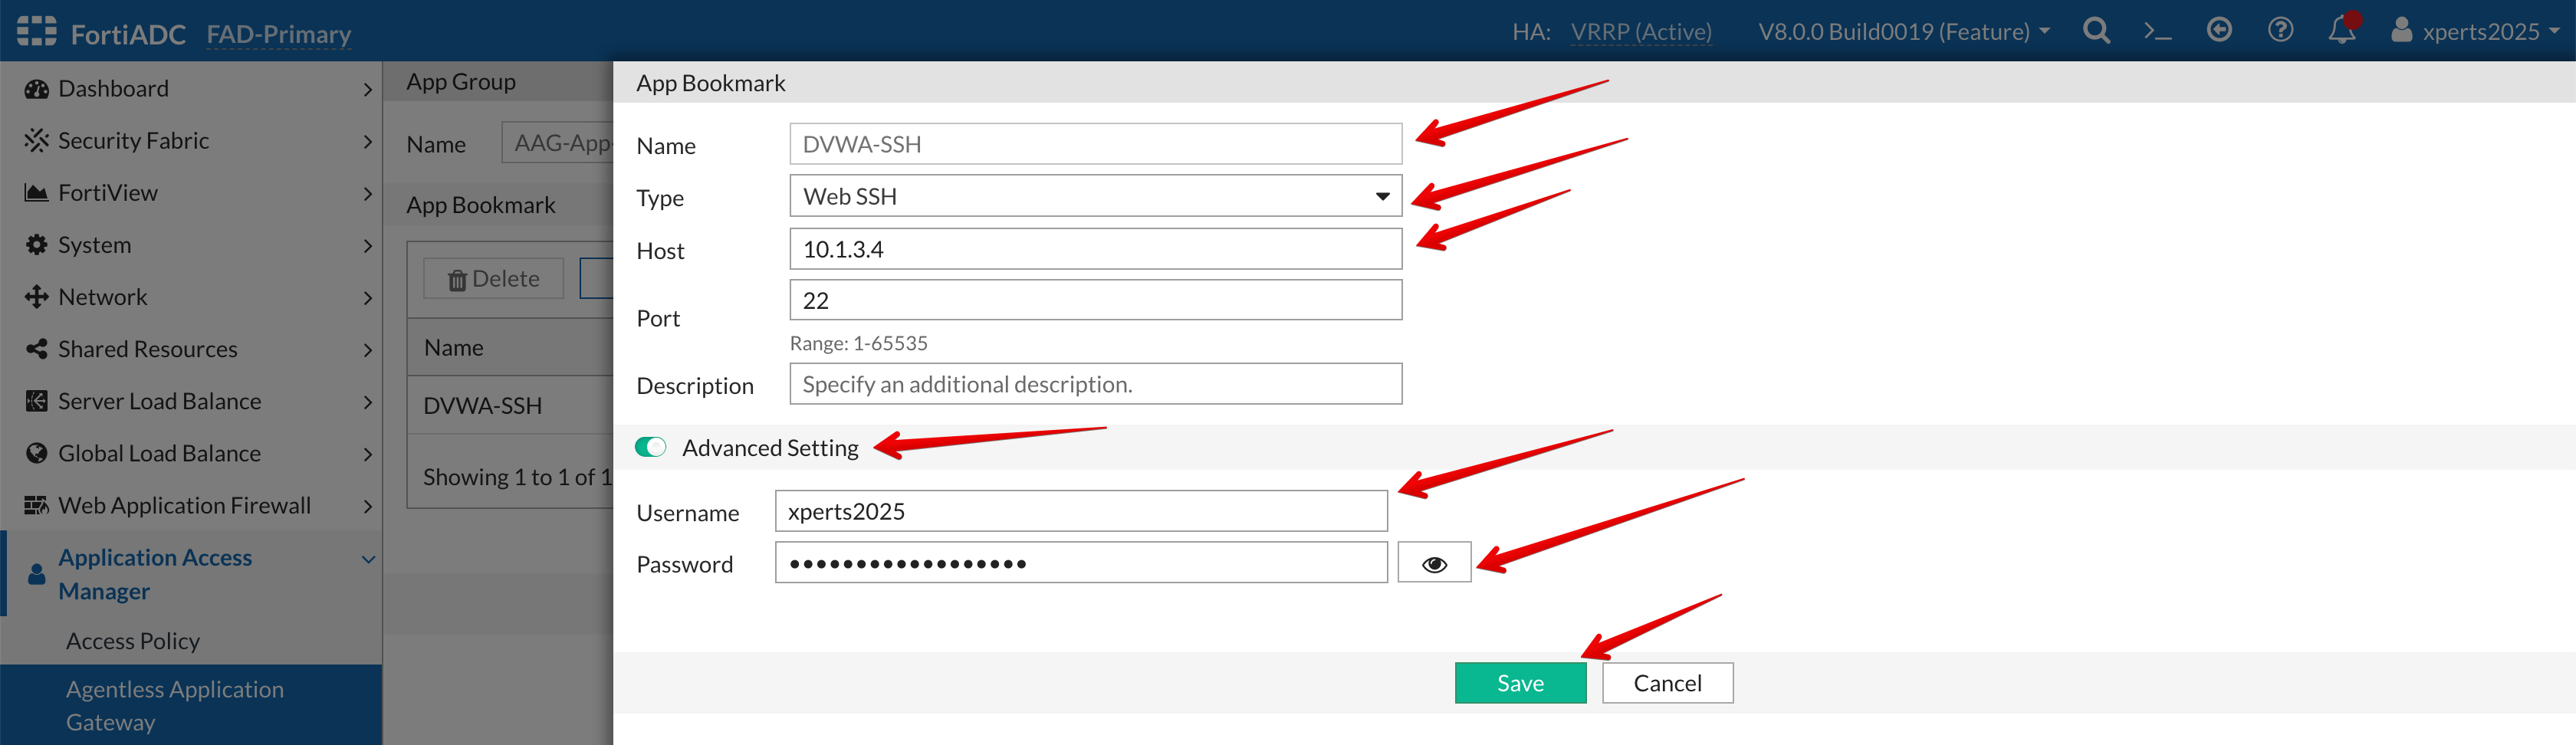 FortiADC FAD-Primary HA: VRRP (Active) V8.0.0 Build0019 (Feature) xperts2025
Dashboard
Security Fabric
FortiView
System
Network
Shared Resources
Server Load Balance
Global Load Balance
Web Application Firewall
Application Access
Manager
Access Policy
Agentless Application
Gateway
App Group
Name AAG-App-
App Bookmark
Delete
Name
DVWA-SSH
Showing 1 to 1 of 1
App Bookmark
Name DVWA-SSH
Type Web SSH
Host 10.1.3.4
Port 22
Range: 1-65535
Description Specify an additional description.
Advanced Setting
Username xperts2025
Password ••••••••••••••••••
Save Cancel